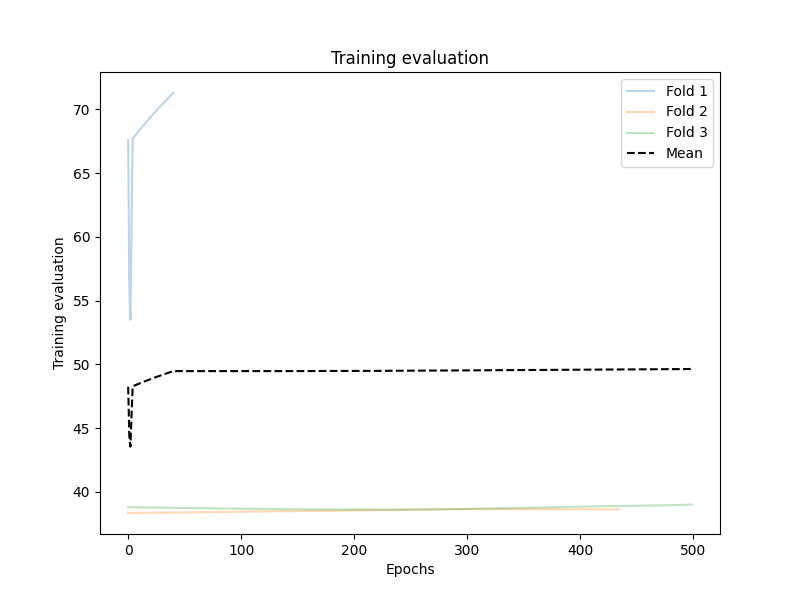 Training evaluation
Fold 1
Fold 2
Fold 3
Mean
Training evaluation
70
65
60
55
50
45
40
0 100 200 300 400 500
Epochs